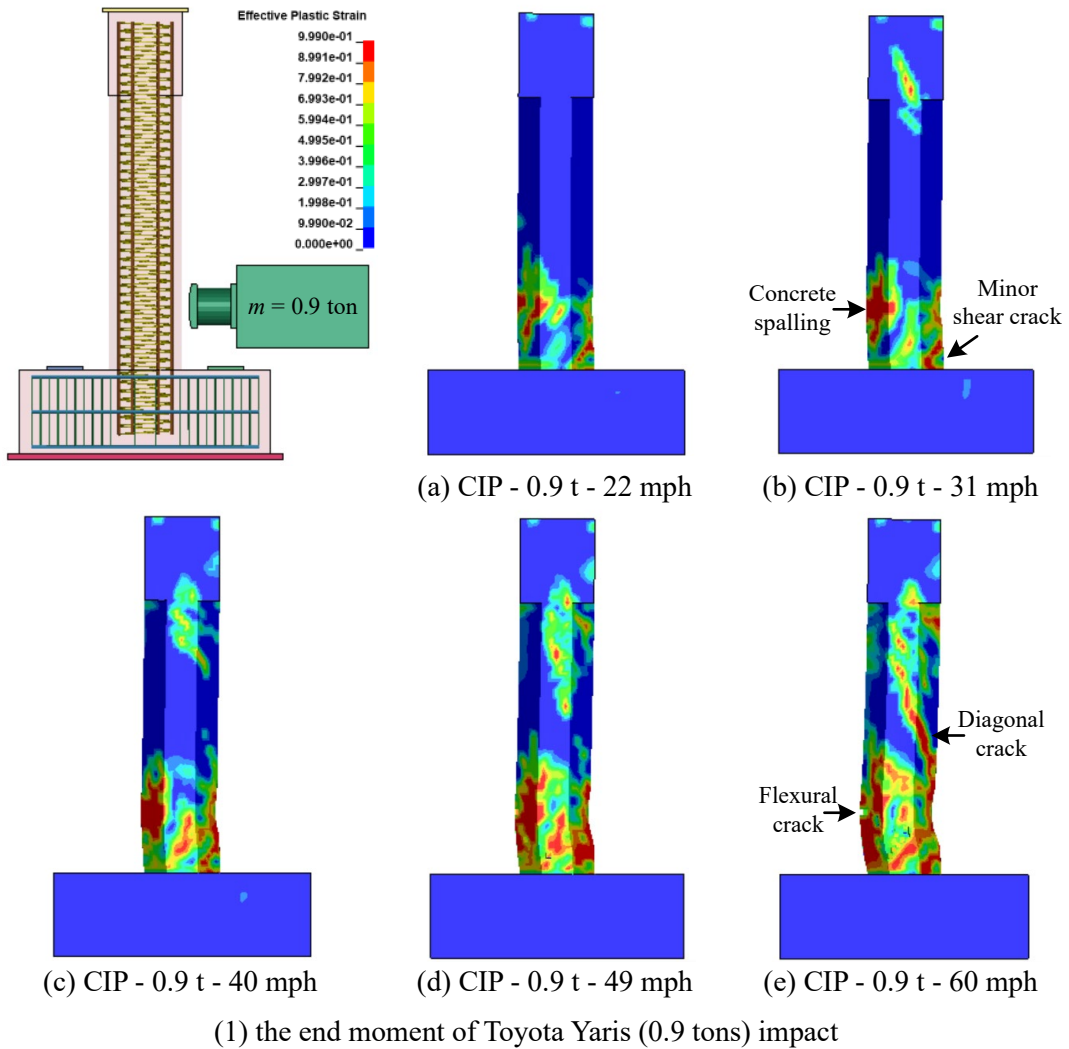 Effective Plastic Strain
9.990e-01
8.991e-01
7.992e-01
6.993e-01
5.994e-01
4.995e-01
3.996e-01
2.997e-01
1.998e-01
9.990e-02
0.000e+00
m = 0.9 ton
Concrete
spalling
Minor
shear crack
(a) CIP - 0.9 t - 22 mph
(b) CIP - 0.9 t - 31 mph
Diagonal
crack
Flexural
crack
(c) CIP - 0.9 t - 40 mph
(d) CIP - 0.9 t - 49 mph
(e) CIP - 0.9 t - 60 mph
(1) the end moment of Toyota Yaris (0.9 tons) impact